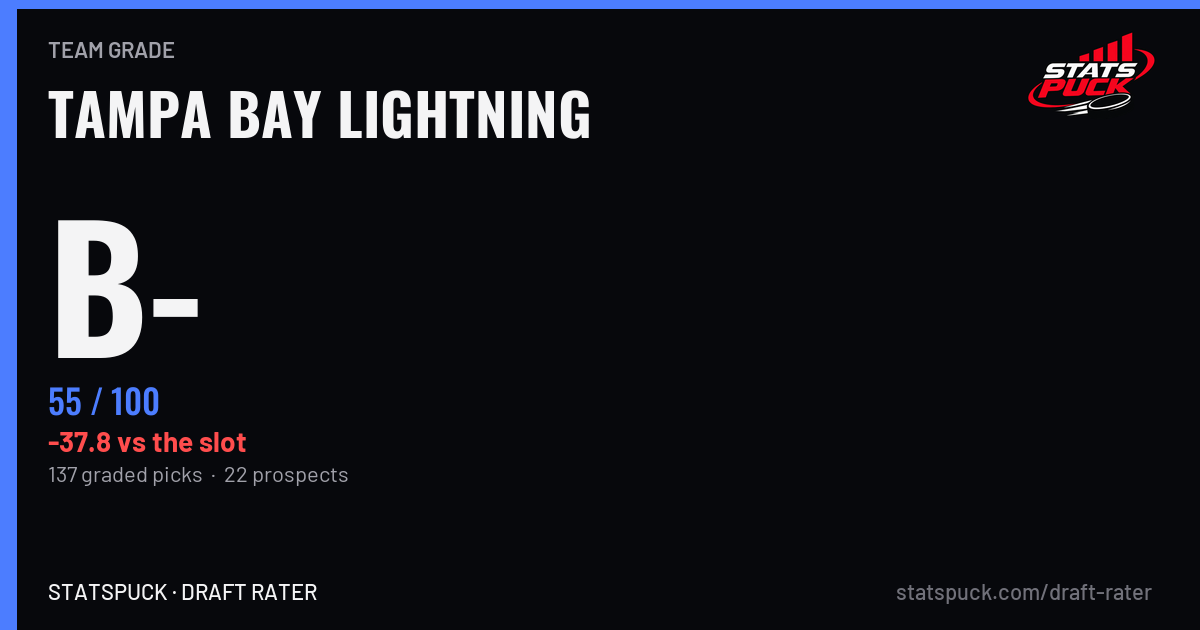 TEAM GRADE
TAMPA BAY LIGHTNING
STATS
PUCK
B-
55 / 100
-37.8 vs the slot
137 graded picks · 22 prospects
STATSPUCK · DRAFT RATER
statspuck.com/draft-rater